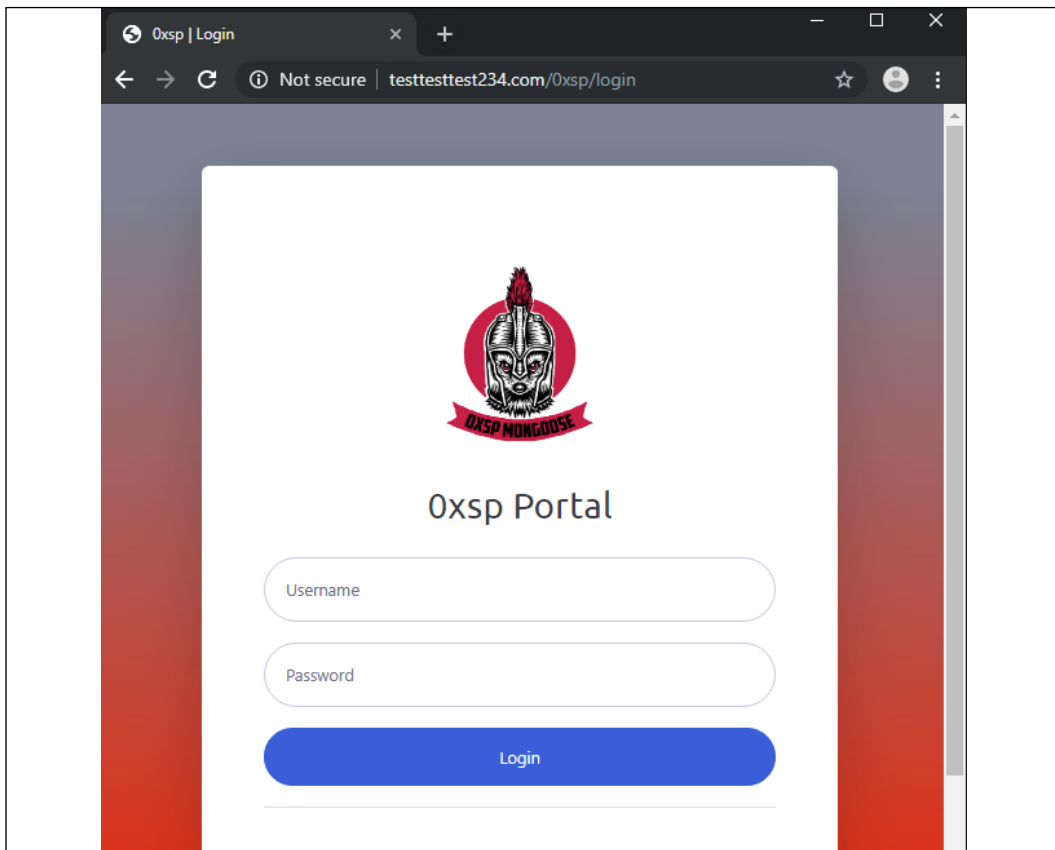 0xsp | Login
Not secure | testtesttest234.com/0xsp/login
0XSP MONGOOSE
0xsp Portal
Username
Password
Login